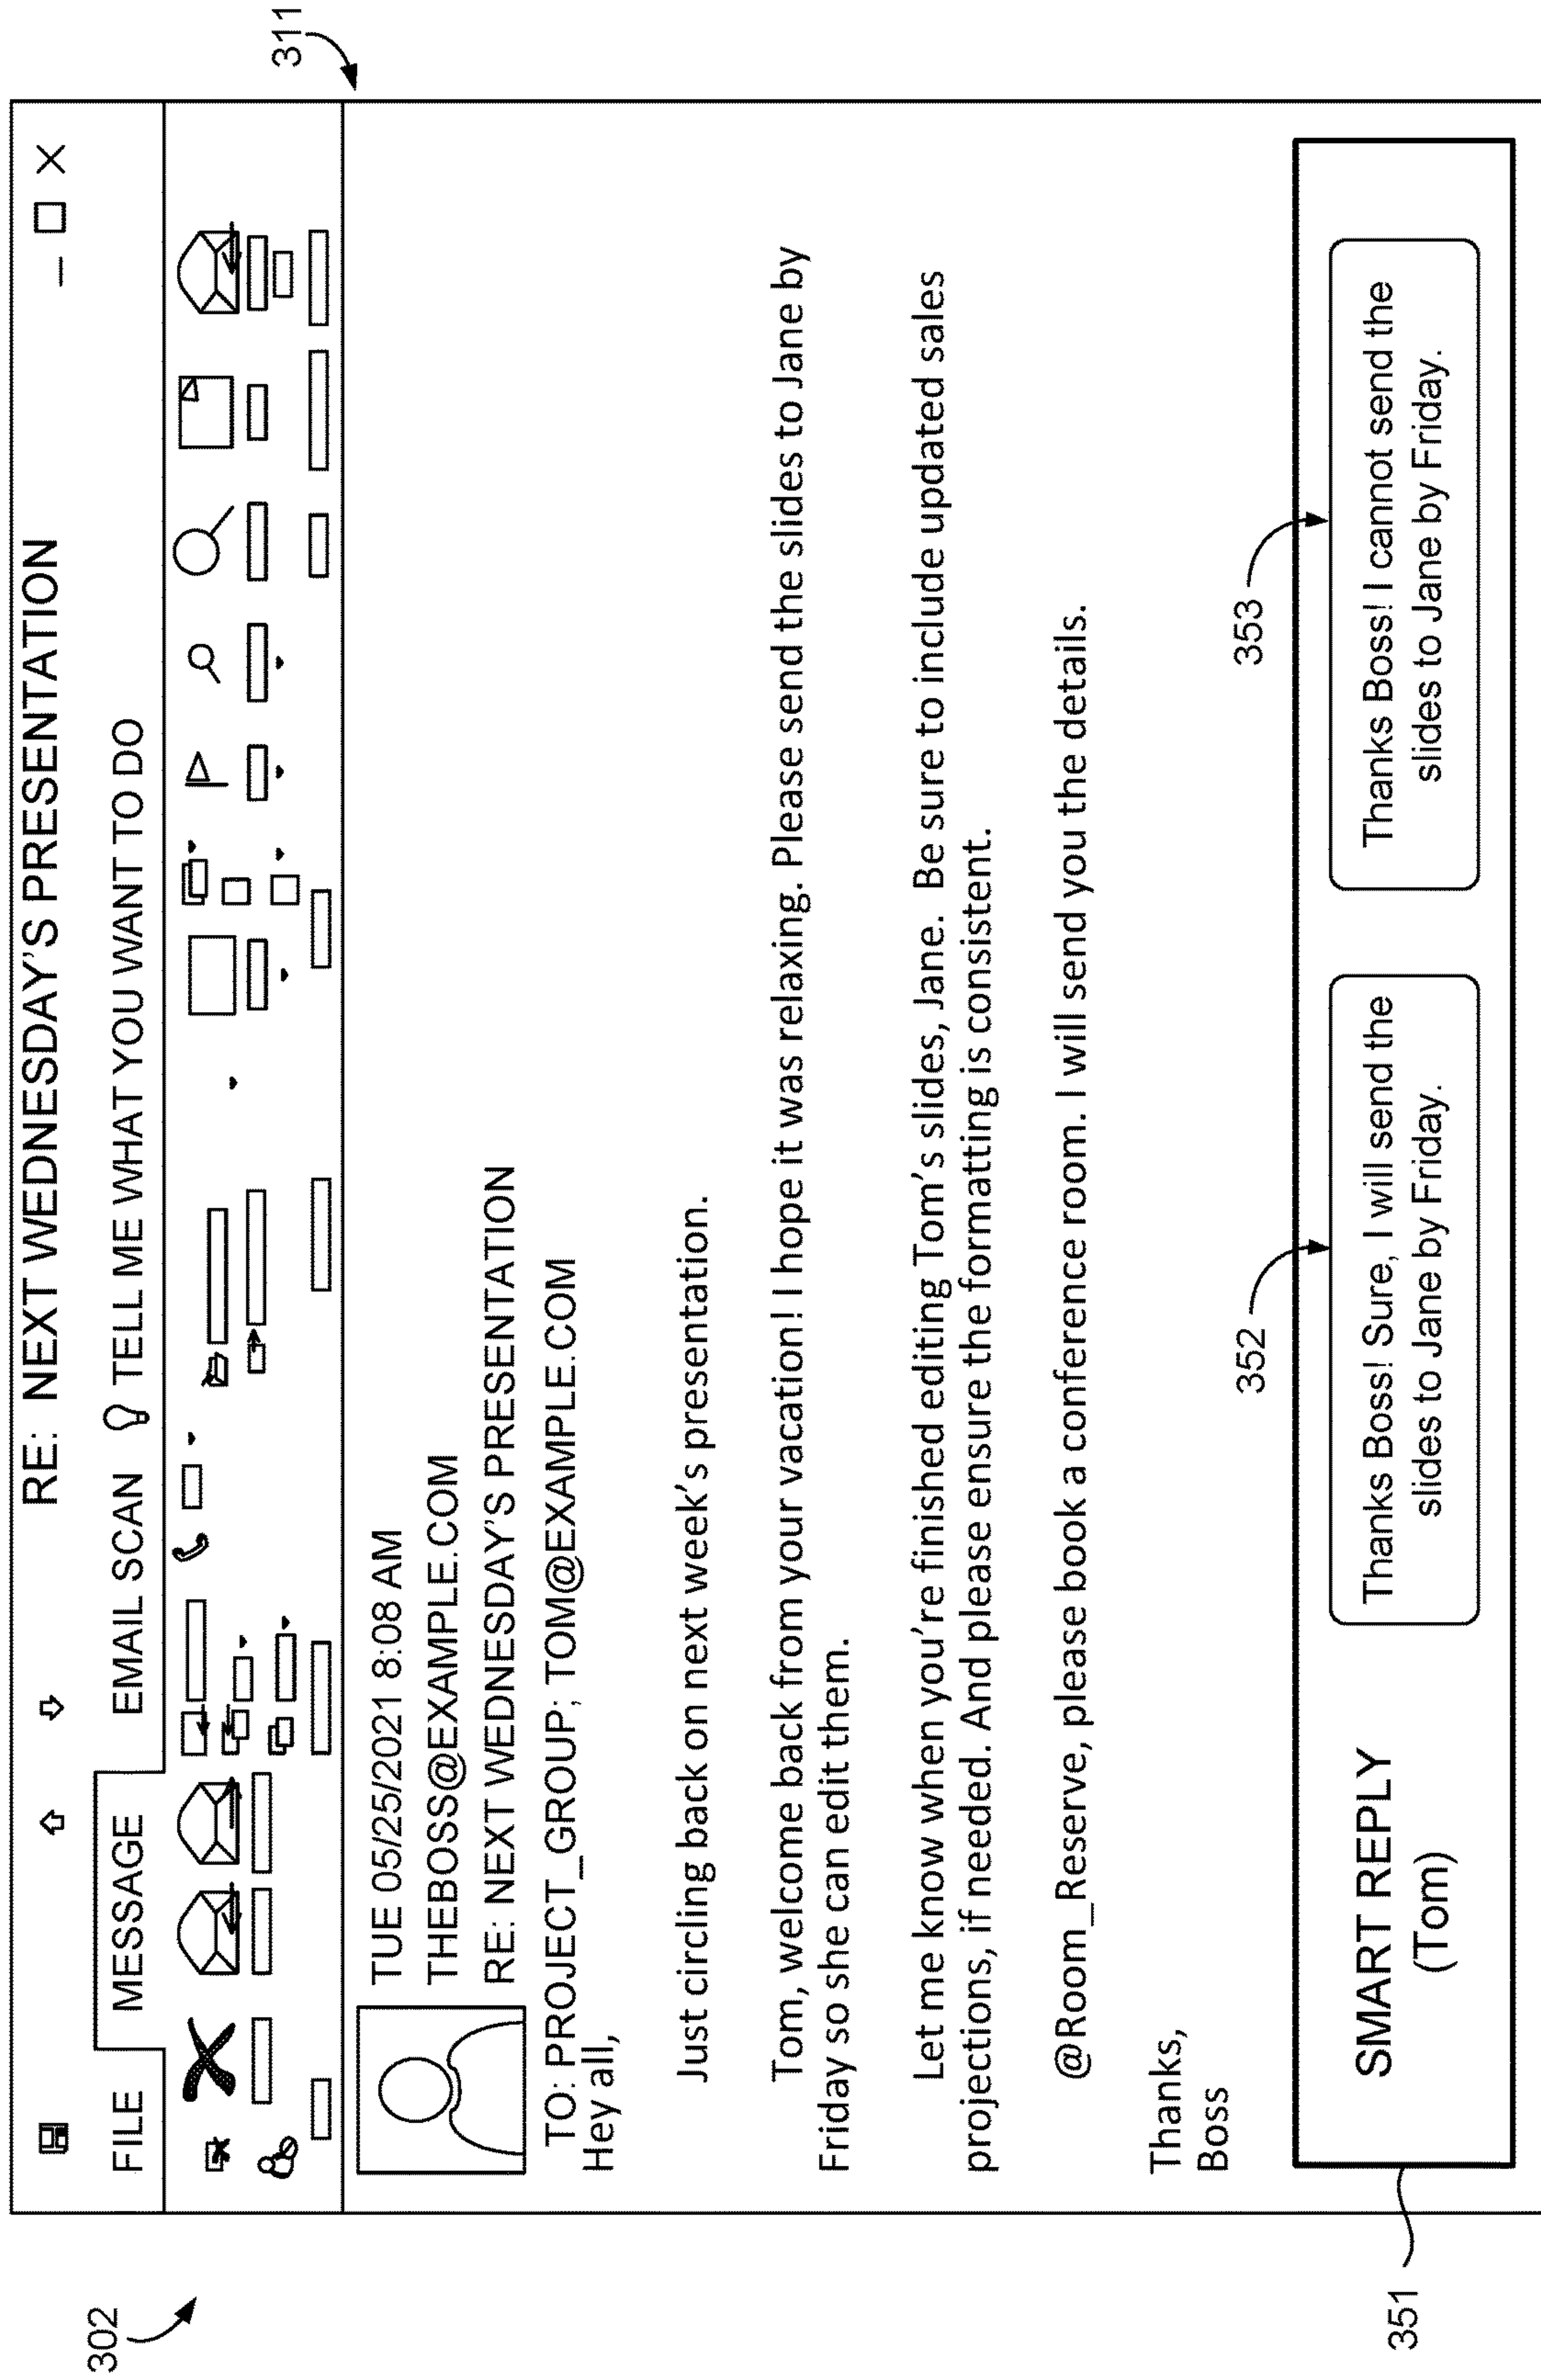 302
311
RE: NEXT WEDNESDAY'S PRESENTATION
FILE MESSAGE EMAIL SCAN TELL ME WHAT YOU WANT TO DO
TUE 05/25/2021 8:08 AM
THEBOSS@EXAMPLE.COM
RE: NEXT WEDNESDAY'S PRESENTATION
TO: PROJECT_GROUP; TOM@EXAMPLE.COM
Hey all,
Just circling back on next week's presentation.
Tom, welcome back from your vacation! I hope it was relaxing. Please send the slides to Jane by
Friday so she can edit them.
Let me know when you're finished editing Tom's slides, Jane. Be sure to include updated sales
projections, if needed. And please ensure the formatting is consistent.
@Room_Reserve, please book a conference room. I will send you the details.
Thanks,
Boss
352
353
351
SMART REPLY
(Tom)
Thanks Boss! Sure, I will send the
slides to Jane by Friday.
Thanks Boss! I cannot send the
slides to Jane by Friday.